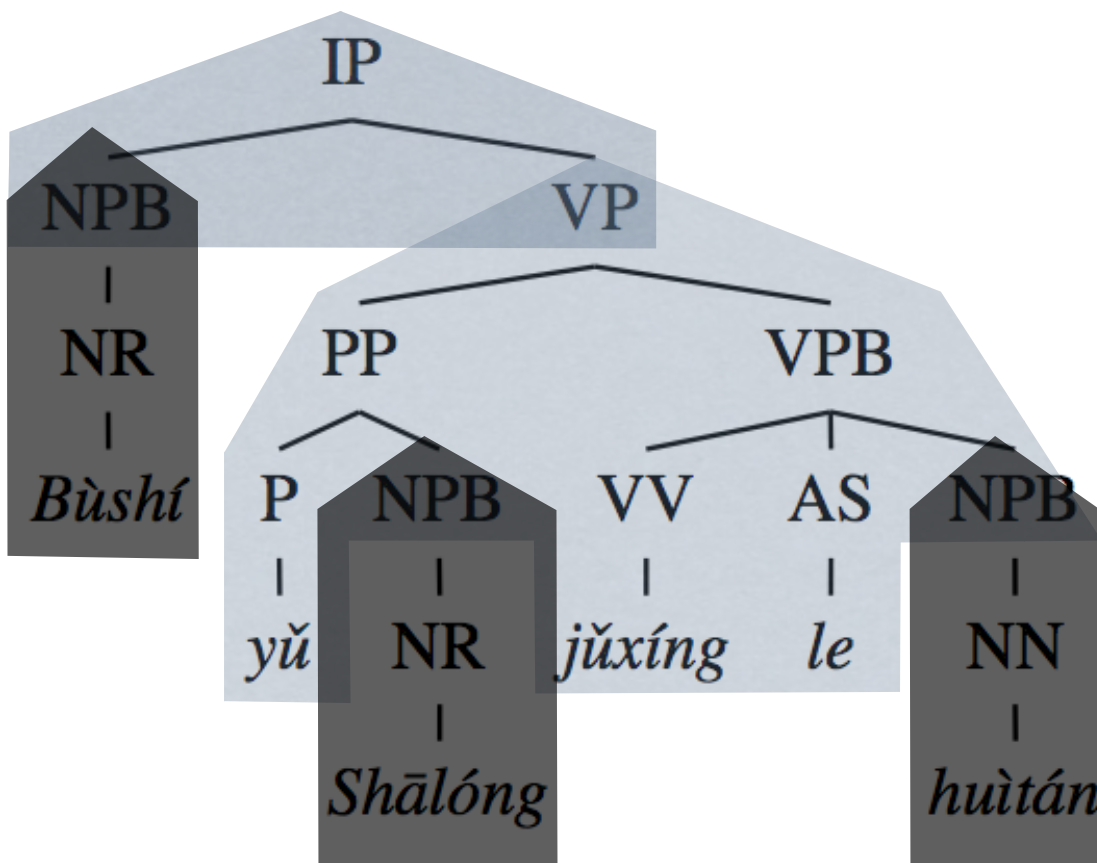 IP
NPB VP
NR PP VPB
Bùshí P NPB VV AS NPB
yǔ NR jǔxíng le NN
Shālóng huìtán